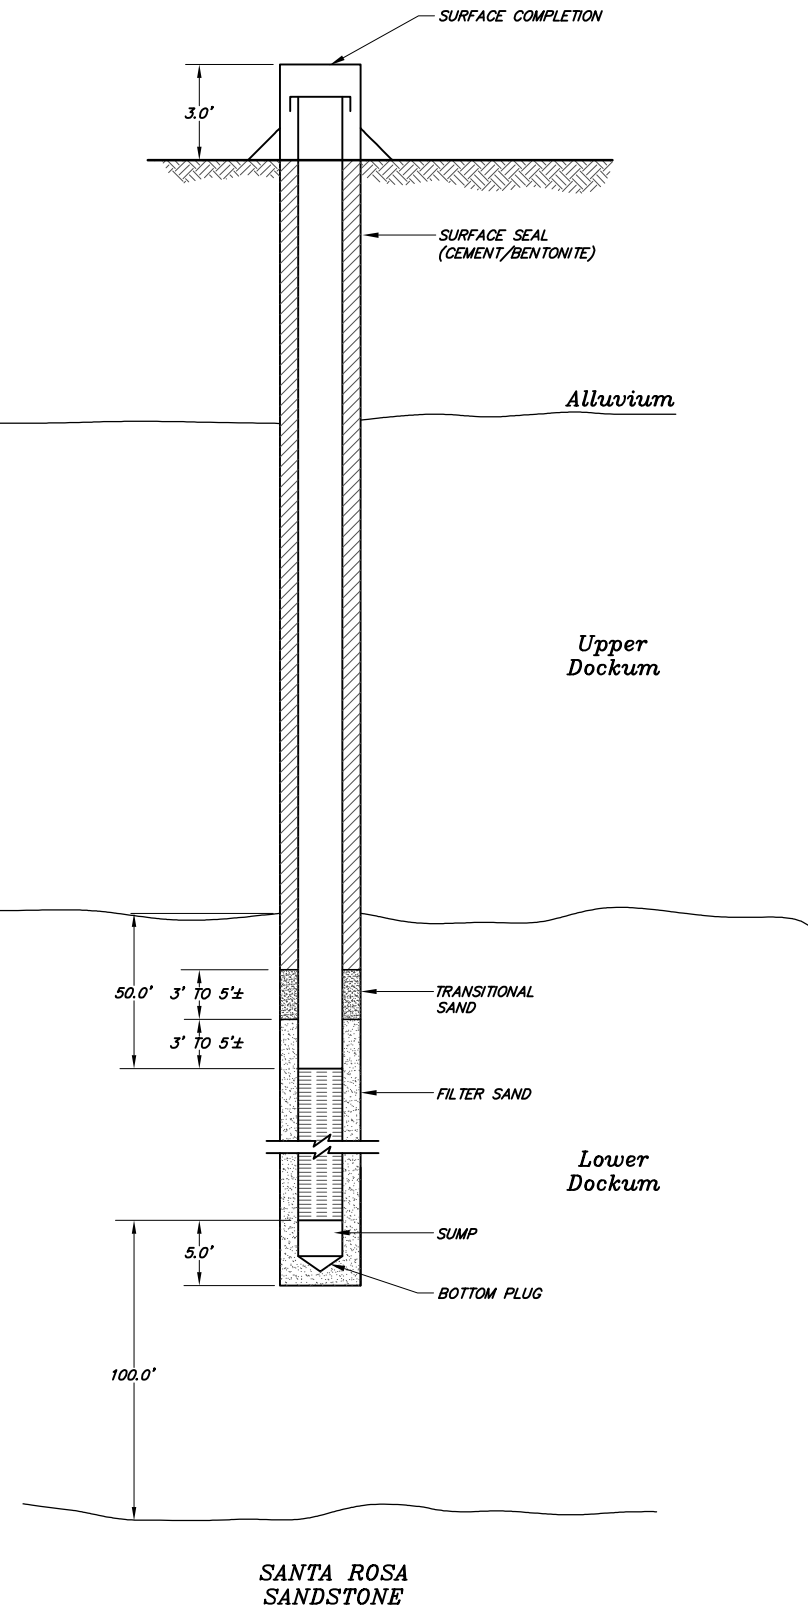 SURFACE COMPLETION
3.0'
SURFACE SEAL
(CEMENT/BENTONITE)
Alluvium
Upper
Dockum
50.0'
3' TO 5'±
TRANSITIONAL
SAND
3' TO 5'±
FILTER SAND
Lower
Dockum
SUMP
5.0'
BOTTOM PLUG
100.0'
SANTA ROSA
SANDSTONE